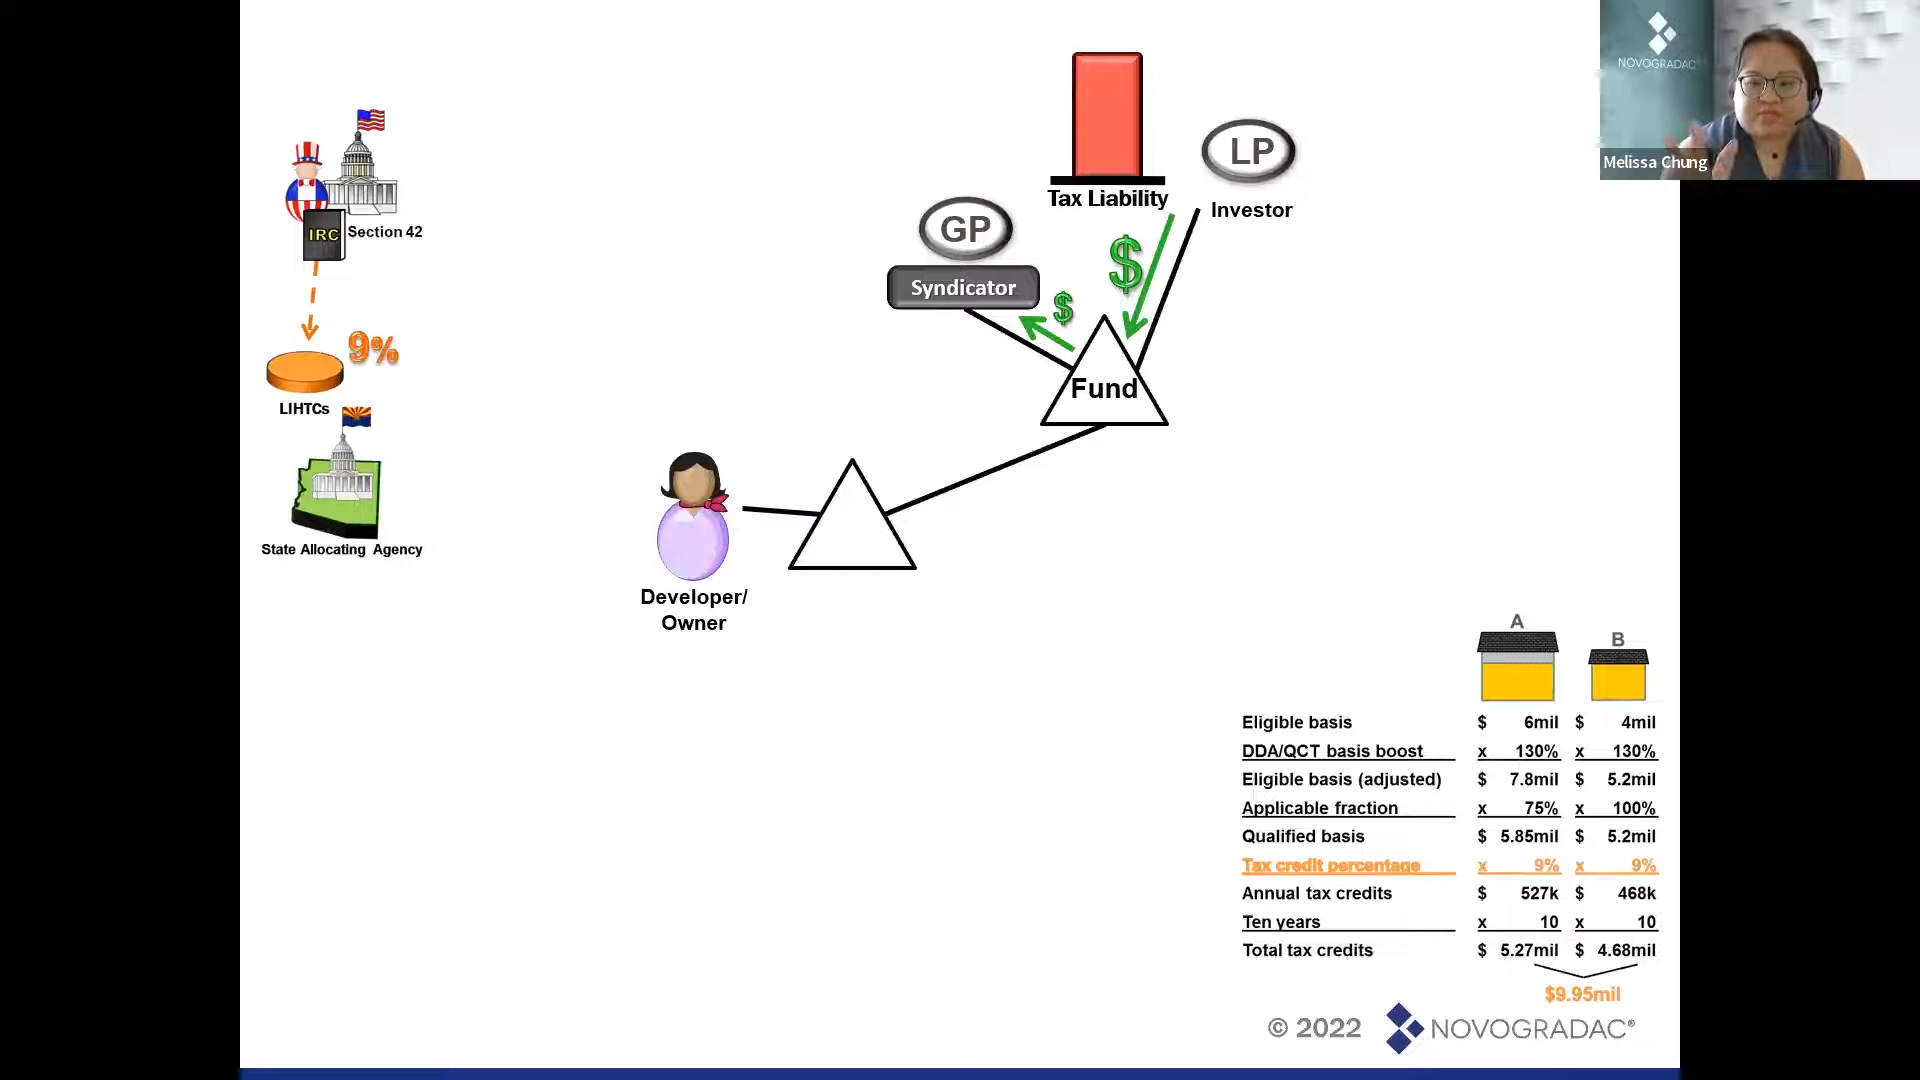 NOVOGRADAC
Melissa Chung
Tax Liability
LP
Investor
GP
Syndicator
$
$
Fund
IRC
Section 42
9%
LIHTCs
State Allocating Agency
Developer/
Owner
A B
Eligible basis $ 6mil $ 4mil
DDA/QCT basis boost x 130% x 130%
Eligible basis (adjusted) $ 7.8mil $ 5.2mil
Applicable fraction x 75% x 100%
Qualified basis $ 5.85mil $ 5.2mil
Tax credit percentage x 9% x 9%
Annual tax credits $ 527k $ 468k
Ten years x 10 x 10
Total tax credits $ 5.27mil $ 4.68mil
$9.95mil
© 2022 NOVOGRADAC®